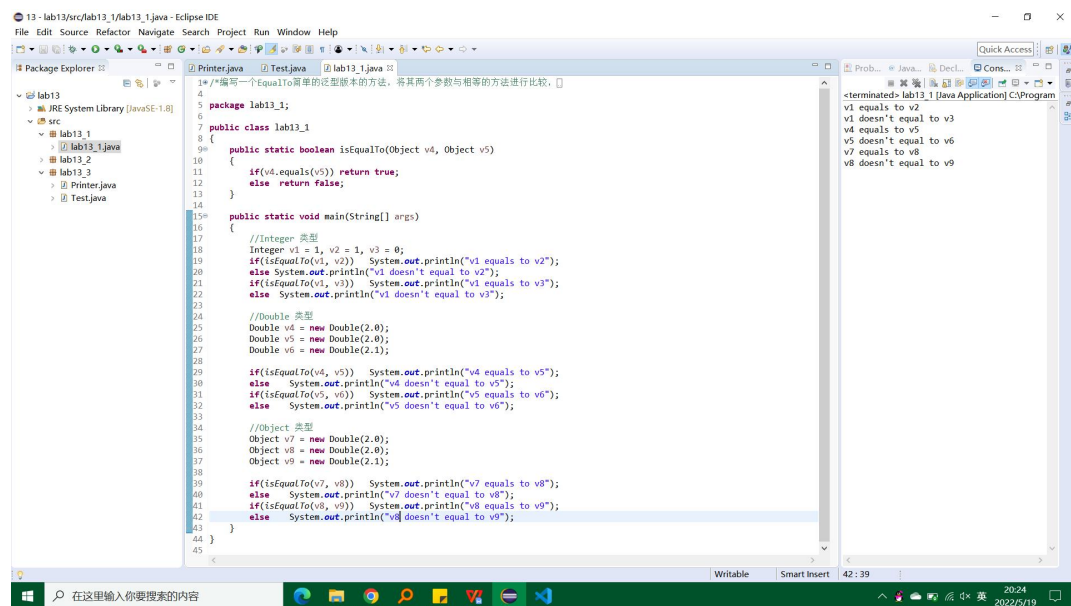 13 - lab13/src/lab13_1/lab13_1.java - Eclipse IDE
File Edit Source Refactor Navigate Search Project Run Window Help
Quick Access
Package Explorer
Printer.java Test.java lab13_1.java
Prob... Java... Decl... Cons...
lab13
JRE System Library [JavaSE-1.8]
src
lab13_1
lab13_1.java
lab13_2
lab13_3
Printer.java
Test.java
1 /*编写一个EqualTo简单的泛型版本的方法, 将其两个参数与相等的方法进行比较,
4
5 package lab13_1;
6
7 public class lab13_1
8 {
9 public static boolean isEqualTo(Object v4, Object v5)
10 {
11 if(v4.equals(v5)) return true;
12 else return false;
13 }
14
15 public static void main(String[] args)
16 {
17 //Integer 类型
18 Integer v1 = 1, v2 = 1, v3 = 0;
19 if(isEqualTo(v1, v2)) System.out.println("v1 equals to v2");
20 else System.out.println("v1 doesn't equal to v2");
21 if(isEqualTo(v1, v3)) System.out.println("v1 equals to v3");
22 else System.out.println("v1 doesn't equal to v3");
23
24 //Double 类型
25 Double v4 = new Double(2.0);
26 Double v5 = new Double(2.0);
27 Double v6 = new Double(2.1);
28
29 if(isEqualTo(v4, v5)) System.out.println("v4 equals to v5");
30 else System.out.println("v4 doesn't equal to v5");
31 if(isEqualTo(v5, v6)) System.out.println("v5 equals to v6");
32 else System.out.println("v5 doesn't equal to v6");
33
34 //Object 类型
35 Object v7 = new Double(2.0);
36 Object v8 = new Double(2.0);
37 Object v9 = new Double(2.1);
38
39 if(isEqualTo(v7, v8)) System.out.println("v7 equals to v8");
40 else System.out.println("v7 doesn't equal to v8");
41 if(isEqualTo(v8, v9)) System.out.println("v8 equals to v9");
42 else System.out.println("v8 doesn't equal to v9");
43 }
44 }
45
<terminated> lab13_1 [Java Application] C:\Program
v1 equals to v2
v1 doesn't equal to v3
v4 equals to v5
v5 doesn't equal to v6
v7 equals to v8
v8 doesn't equal to v9
Writable Smart Insert 42 : 39
在这里输入你要搜索的内容
英
20:24
2022/5/19